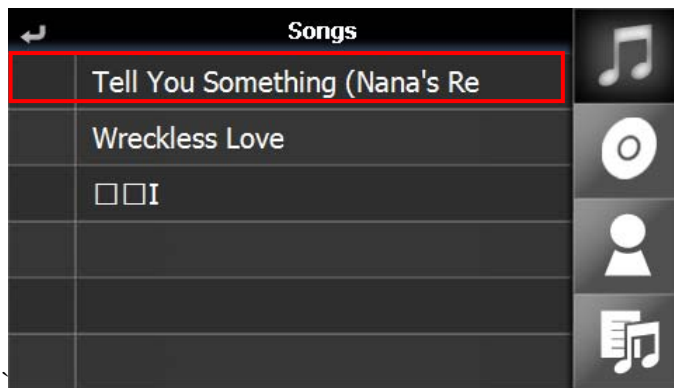 Songs
Tell You Something (Nana's Re
Wreckless Love
□□I
`